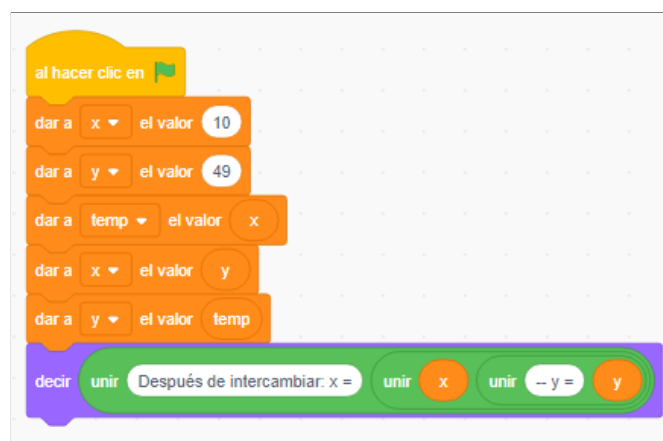 al hacer clic en
dar a x el valor 10
dar a y el valor 49
dar a temp el valor x
dar a x el valor y
dar a y el valor temp
decir unir Después de intercambiar: x = unir x unir -- y = y